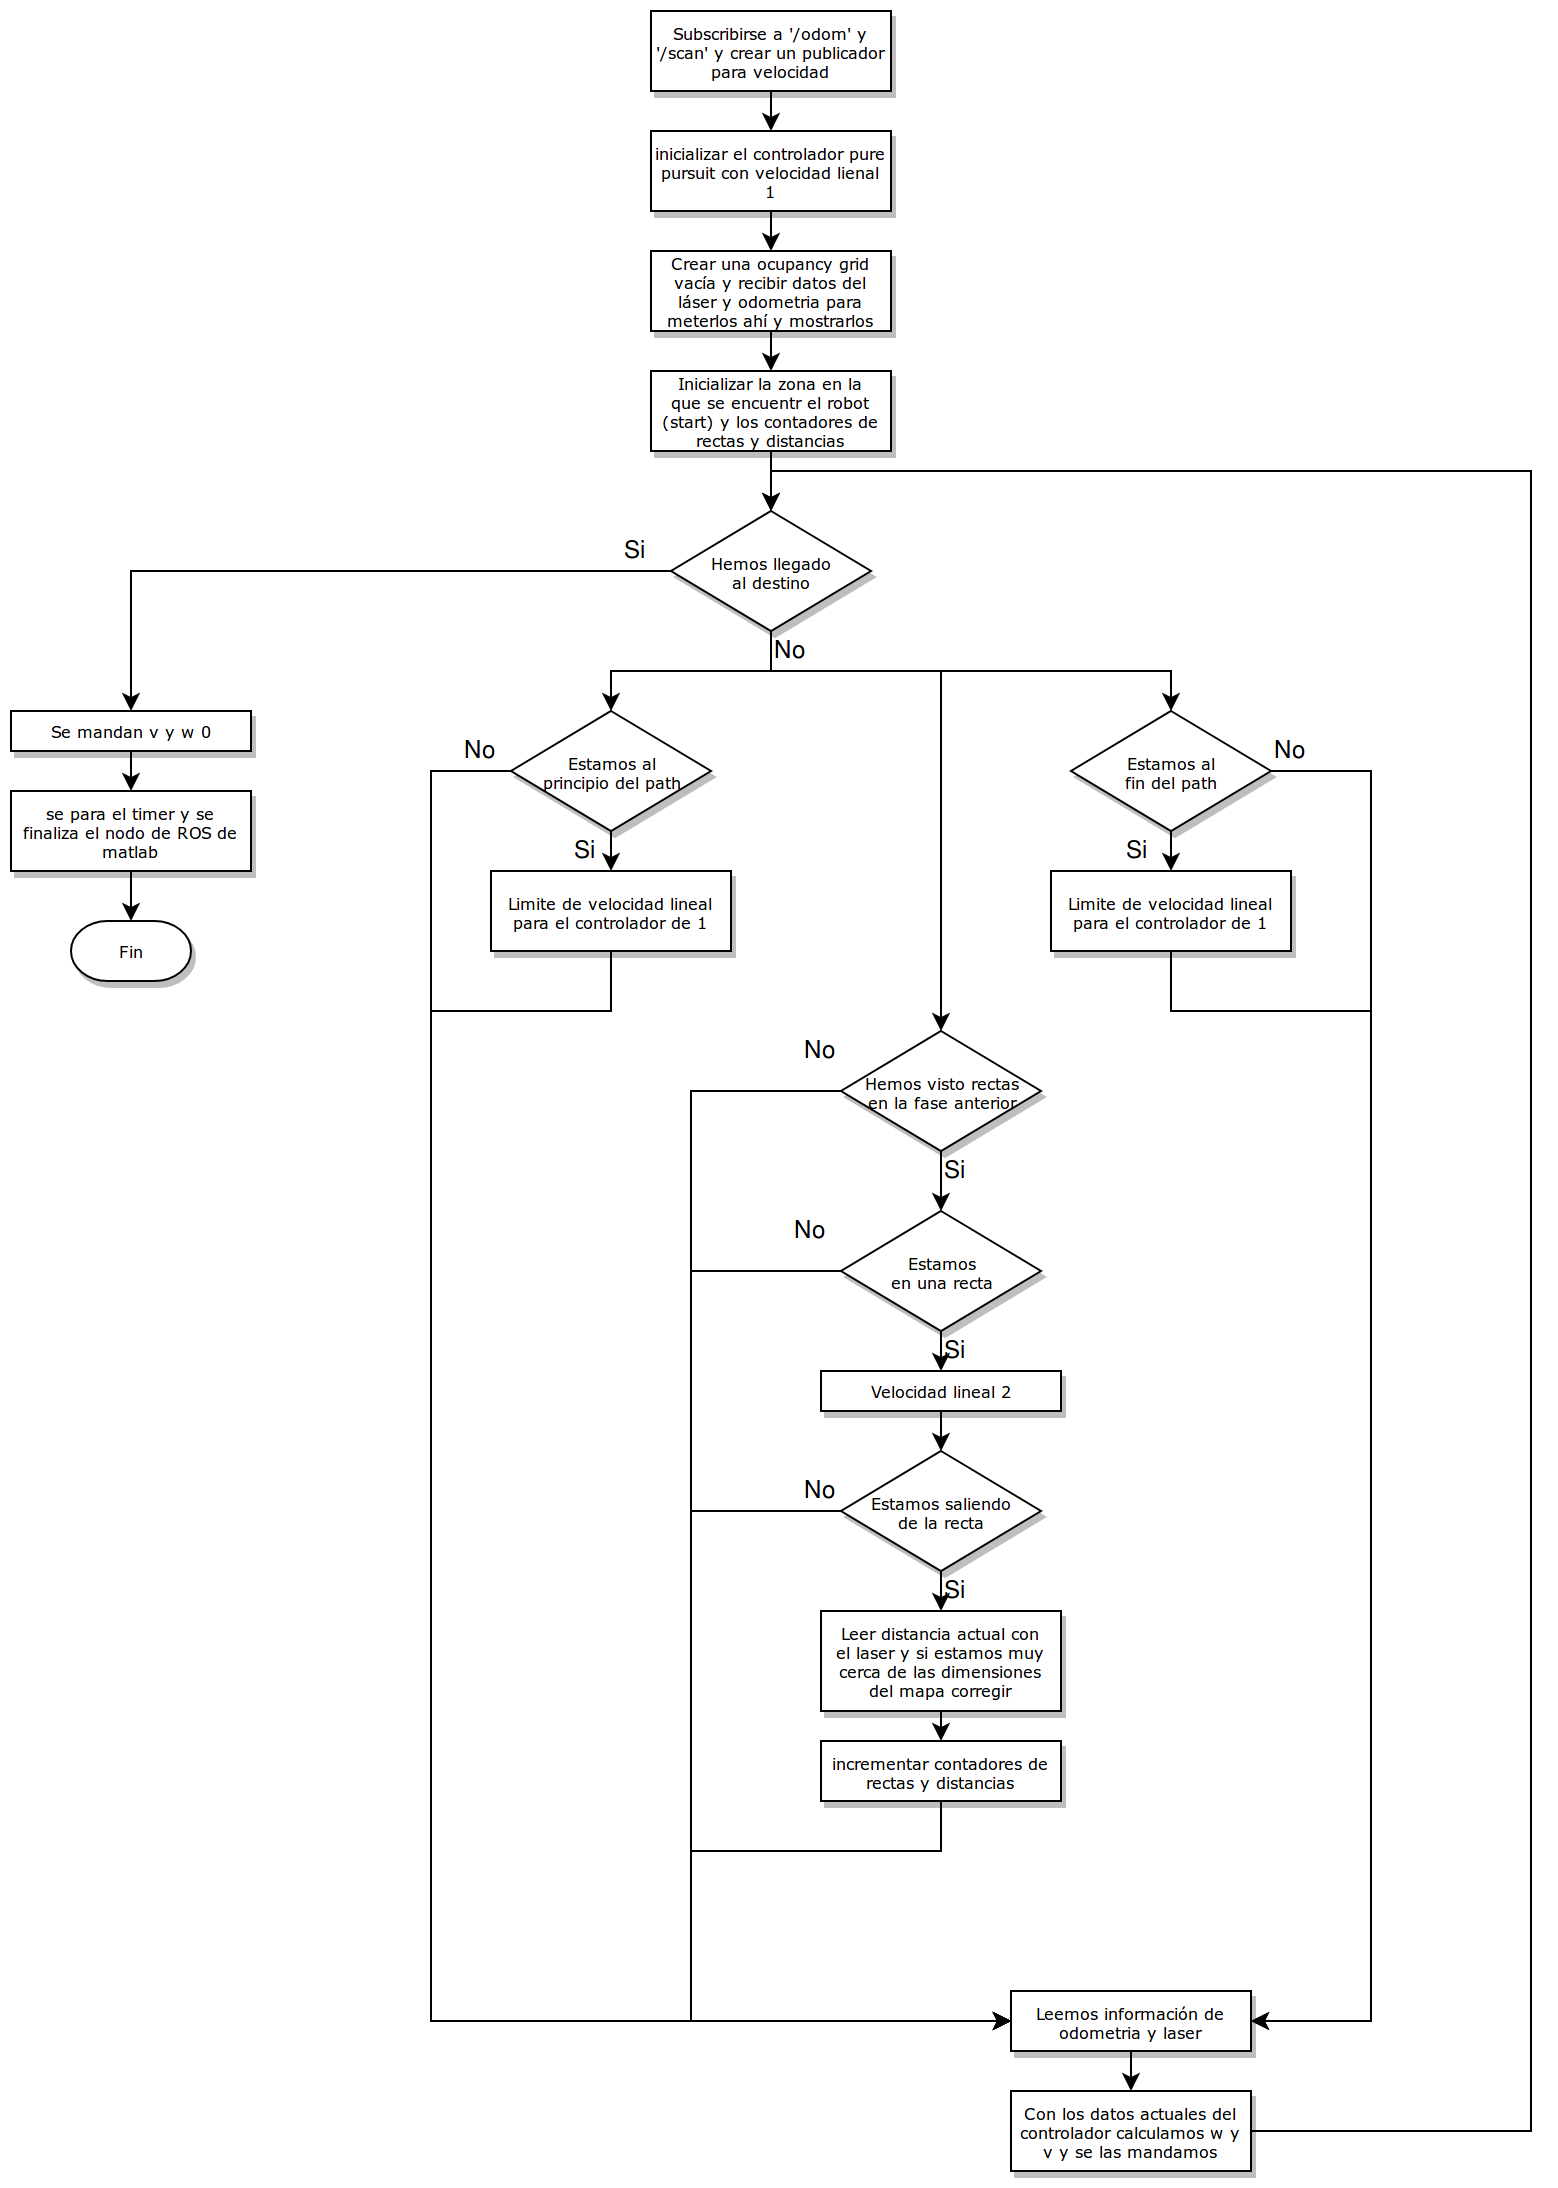 Subscribirse a '/odom' y
'/scan' y crear un publicador
para velocidad
inicializar el controlador pure
pursuit con velocidad lienal
1
Crear una ocupancy grid
vacía y recibir datos del
láser y odometria para
meterlos ahí y mostrarlos
Inicializar la zona en la
que se encuentr el robot
(start) y los contadores de
rectas y distancias
Hemos llegado
al destino
Si
No
Se mandan v y w 0
se para el timer y se
finaliza el nodo de ROS de
matlab
Fin
Estamos al
principio del path
No
Si
Limite de velocidad lineal
para el controlador de 1
Estamos al
fin del path
No
Si
Limite de velocidad lineal
para el controlador de 1
Hemos visto rectas
en la fase anterior
No
Si
Estamos
en una recta
No
Si
Velocidad lineal 2
Estamos saliendo
de la recta
No
Si
Leer distancia actual con
el laser y si estamos muy
cerca de las dimensiones
del mapa corregir
incrementar contadores de
rectas y distancias
Leemos información de
odometria y laser
Con los datos actuales del
controlador calculamos w y
v y se las mandamos